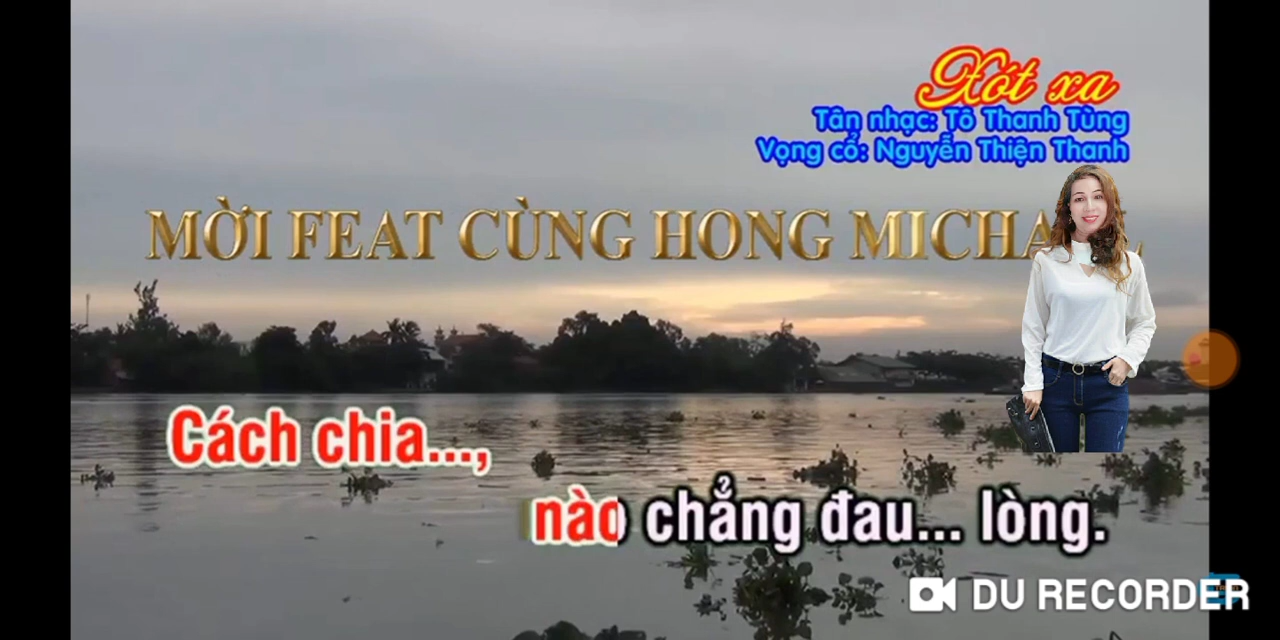 Xót xa
Tân nhạc: Tô Thanh Tùng
Vọng cổ: Nguyễn Thiện Thanh
MỜI FEAT CÙNG HONG
Cách chia...,
nào chẳng đau... lòng.
DU RECORDER